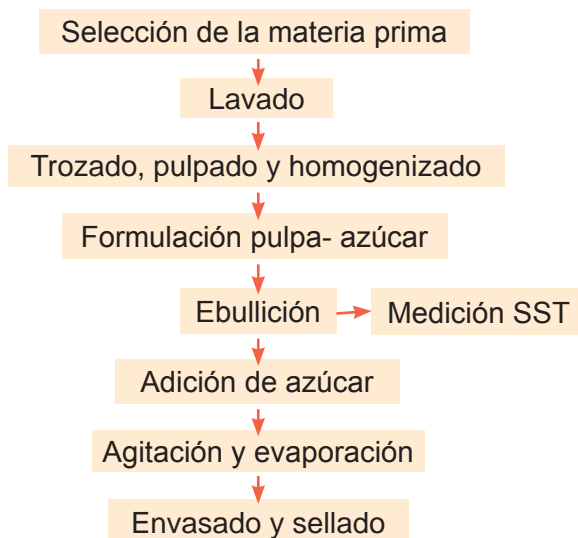 Selección de la materia prima
Lavado
Trozado, pulpado y homogenizado
Formulación pulpa- azúcar
Ebullición
Medición SST
Adición de azúcar
Agitación y evaporación
Envasado y sellado